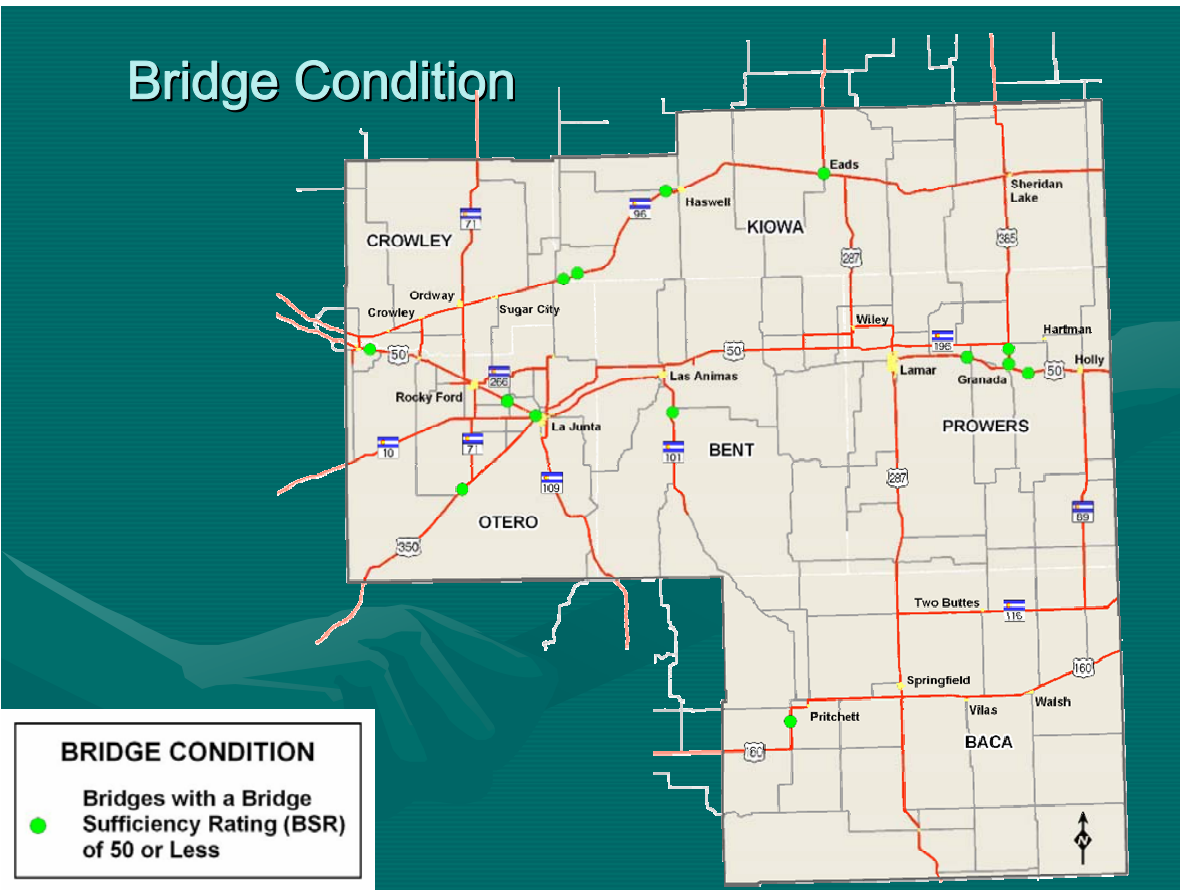 Bridge Condition
Eads
Sheridan
Lake
Haswell
96
71
KIOWA
CROWLEY
385
287
Ordway
Sugar City
Crowley
Wiley
Hartman
196
50
50
Holly
50
Lamar
Las Animas
266
Granada
Rocky Ford
La Junta
PROWERS
10
71
101
BENT
109
287
89
OTERO
350
Two Buttes
116
160
Springfield
Walsh
Vilas
Pritchett
BACA
160
N
BRIDGE CONDITION
Bridges with a Bridge
Sufficiency Rating (BSR)
of 50 or Less